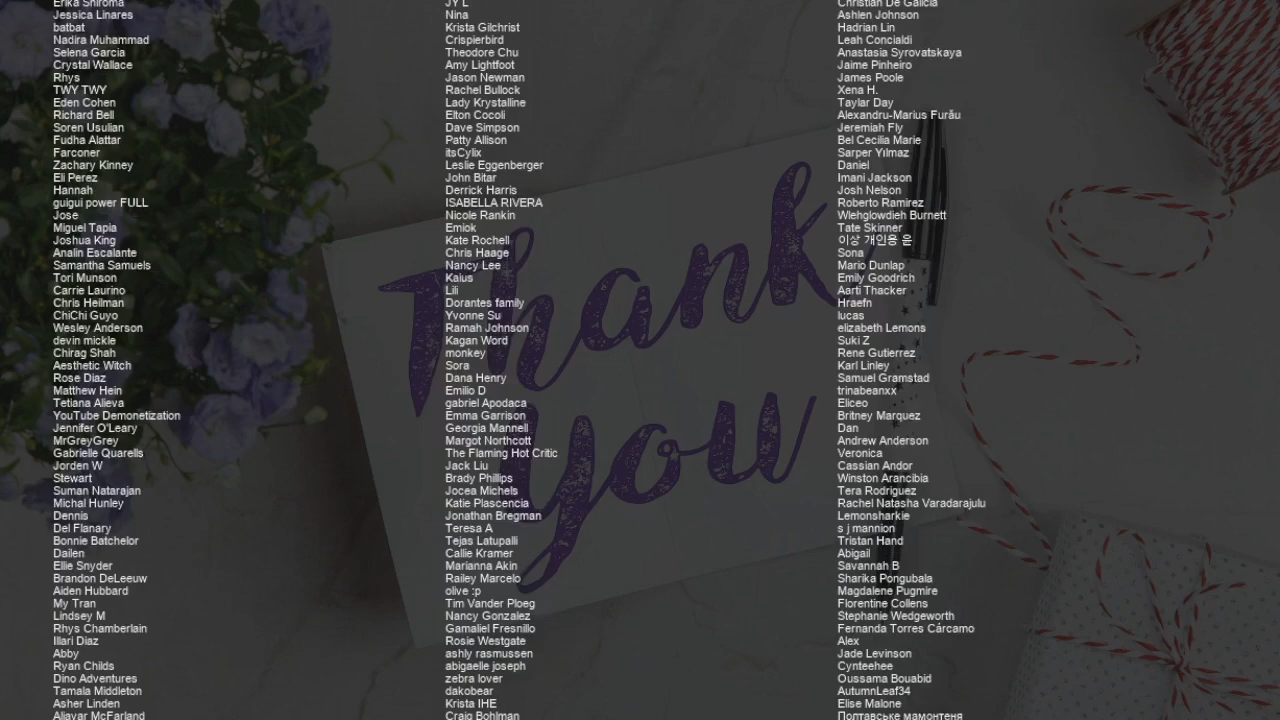 Erika Shiroma
Jessica Linares
batbat
Nadira Muhammad
Selena Garcia
Crystal Wallace
Rhys
TWY TWY
Eden Cohen
Richard Bell
Soren Usulian
Fudha Alattar
Farconer
Zachary Kinney
Eli Perez
Hannah
guigui power FULL
Jose
Miguel Tapia
Joshua King
Analin Escalante
Samantha Samuels
Tori Munson
Carrie Laurino
Chris Heilman
ChiChi Guyo
Wesley Anderson
devin mickle
Chirag Shah
Aesthetic Witch
Rose Diaz
Matthew Hein
Tetiana Alieva
YouTube Demonetization
Jennifer O'Leary
MrGreyGrey
Gabrielle Quarells
Jorden W
Stewart
Suman Natarajan
Michal Hunley
Dennis
Del Flanary
Bonnie Batchelor
Dailen
Ellie Snyder
Brandon DeLeeuw
Aiden Hubbard
My Tran
Lindsey M
Rhys Chamberlain
Illari Diaz
Abby
Ryan Childs
Dino Adventures
Tamala Middleton
Asher Linden
Aliayar McFarland
JY L
Nina
Krista Gilchrist
Crispierbird
Theodore Chu
Amy Lightfoot
Jason Newman
Rachel Bullock
Lady Krystalline
Elton Cocoli
Dave Simpson
Patty Allison
itsCylix
Leslie Eggenberger
John Bitar
Derrick Harris
ISABELLA RIVERA
Nicole Rankin
Emiok
Kate Rochell
Chris Haage
Nancy Lee
Kaius
Lili
Dorantes family
Yvonne Su
Ramah Johnson
Kagan Word
monkey
Sora
Dana Henry
Emilio D
gabriel Apodaca
Emma Garrison
Georgia Mannell
Margot Northcott
The Flaming Hot Critic
Jack Liu
Brady Phillips
Jocea Michels
Katie Plascencia
Jonathan Bregman
Teresa A
Tejas Latupalli
Callie Kramer
Marianna Akin
Railey Marcelo
olive :p
Tim Vander Ploeg
Nancy Gonzalez
Gamaliel Fresnillo
Rosie Westgate
ashly rasmussen
abigaelle joseph
zebra lover
dakobear
Krista IHE
Craig Bohlman
Christian De Galicia
Ashlen Johnson
Hadrian Lin
Leah Concialdi
Anastasia Syrovatskaya
Jaime Pinheiro
James Poole
Xena H.
Taylar Day
Alexandru-Marius Furău
Jeremiah Fly
Bel Cecilia Marie
Sarper Yılmaz
Daniel
Imani Jackson
Josh Nelson
Roberto Ramirez
Wlehglowdieh Burnett
Tate Skinner
이상 개인용 윤
Sona
Mario Dunlap
Emily Goodrich
Aarti Thacker
Hraefn
lucas
elizabeth Lemons
Suki Z
Rene Gutierrez
Karl Linley
Samuel Gramstad
trinabeanxx
Eliceo
Britney Marquez
Dan
Andrew Anderson
Veronica
Cassian Andor
Winston Arancibia
Tera Rodriguez
Rachel Natasha Varadarajulu
Lemonsharkie
s j mannion
Tristan Hand
Abigail
Savannah B
Sharika Pongubala
Magdalene Pugmire
Florentine Collens
Stephanie Wedgeworth
Fernanda Torres Cárcamo
Alex
Jade Levinson
Cynteehee
Oussama Bouabid
AutumnLeaf34
Elise Malone
Полтавське мамонтеня
Thank
you